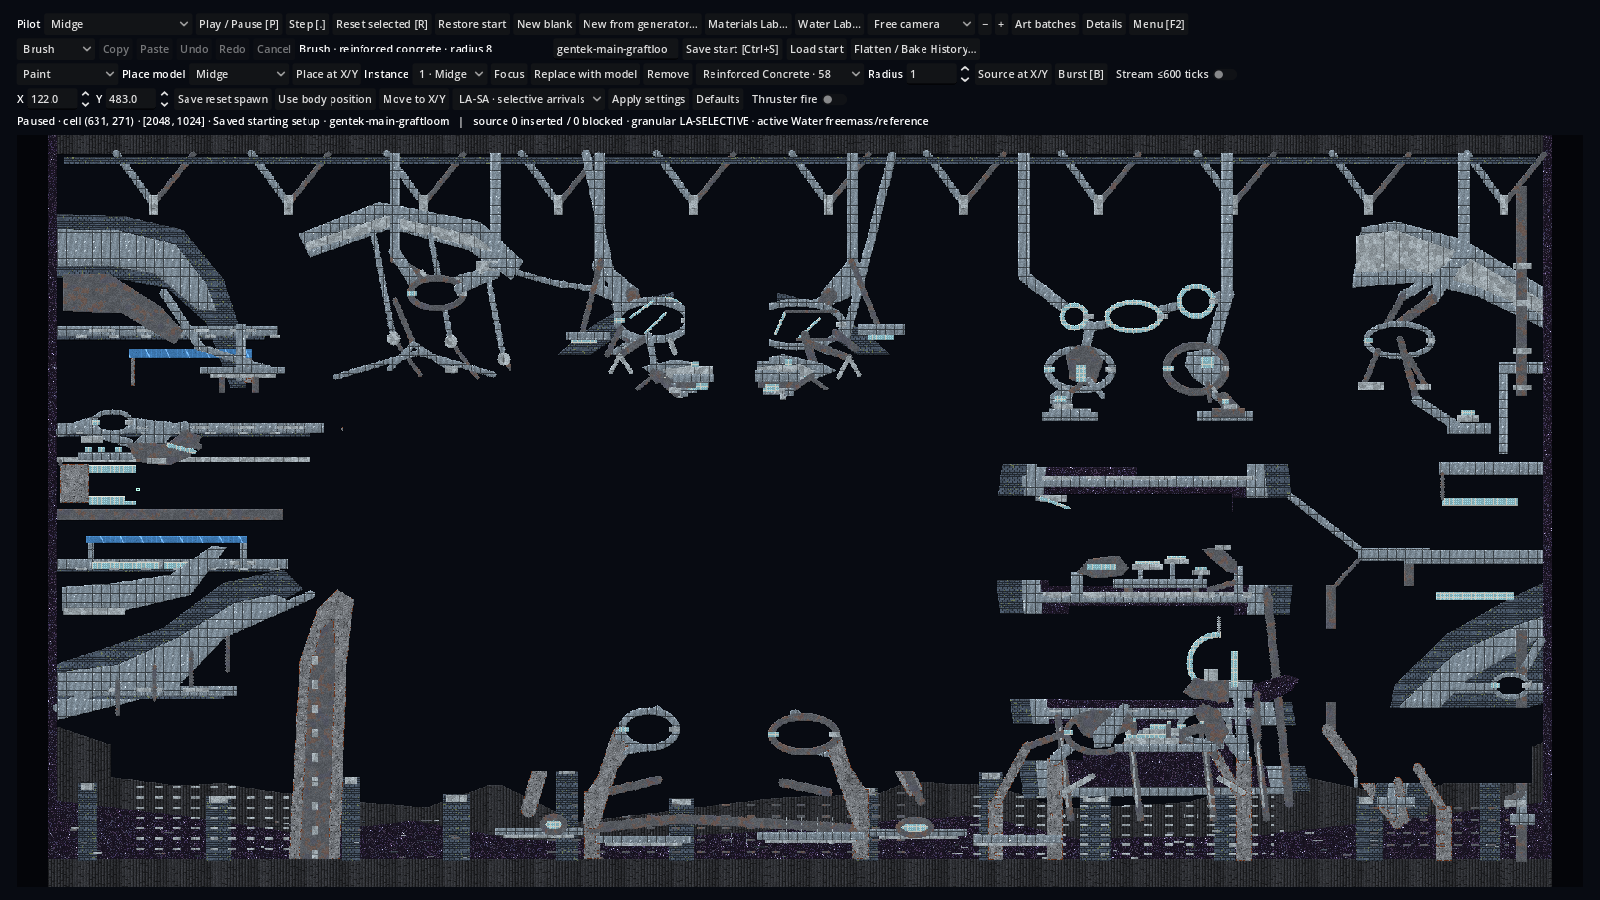 Pilot Midge Play / Pause [P] Step [.] Reset selected [R] Restore start New blank New from generator... Materials Lab... Water Lab... Free camera − + Art batches Details Menu [F2]
Brush Copy Paste Undo Redo Cancel Brush · reinforced concrete · radius 8 gentek-main-graftloo Save start [Ctrl+S] Load start Flatten / Bake History...
Paint Place model Midge Place at X/Y Instance 1 · Midge Focus Replace with model Remove Reinforced Concrete · 58 Radius 1 Source at X/Y Burst [B] Stream ≤600 ticks
X 122.0 Y 483.0 Save reset spawn Use body position Move to X/Y LA-SA · selective arrivals Apply settings Defaults Thruster fire
Paused · cell (631, 271) · [2048, 1024] · Saved starting setup · gentek-main-graftloom | source 0 inserted / 0 blocked · granular LA-SELECTIVE · active Water freemass/reference